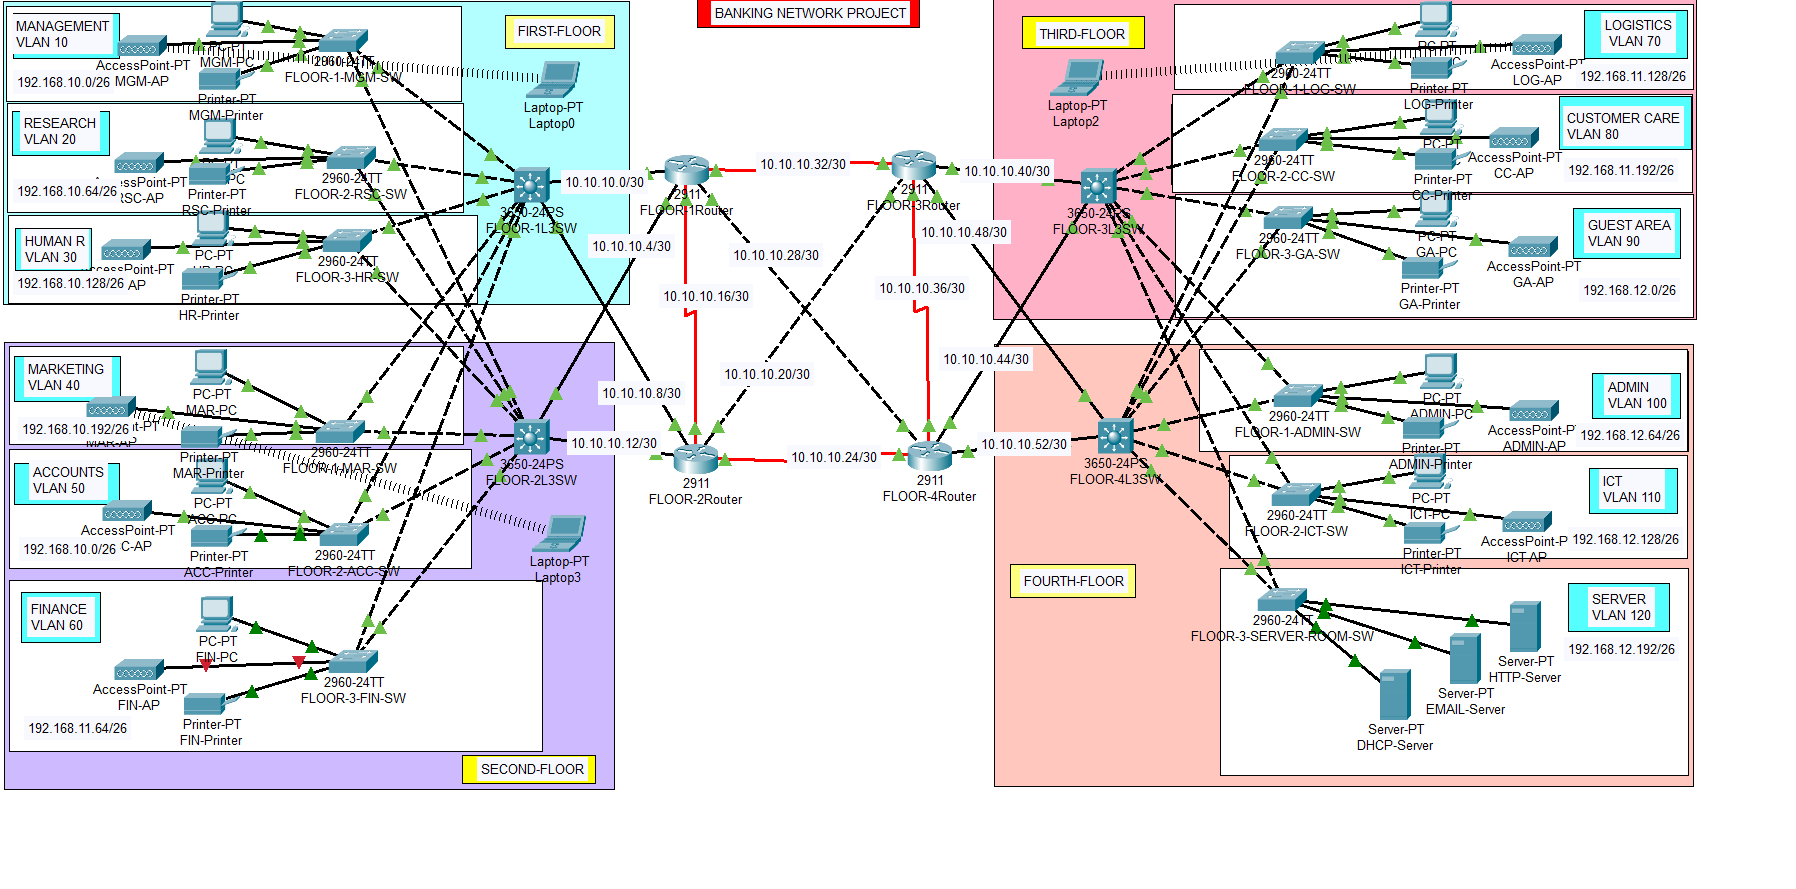 BANKING NETWORK PROJECT
FIRST-FLOOR
MANAGEMENT
VLAN 10
192.168.10.0/26
AccessPoint-PT
MGM-AP
PC-PT
MGM-PC
Printer-PT
MGM-Printer
2960-24TT
FLOOR-1-MGM-SW
Laptop-PT
Laptop0
RESEARCH
VLAN 20
192.168.10.64/26
RSC-AP
Printer-PT
RSC-Printer
2960-24TT
FLOOR-2-RSC-SW
HUMAN R
VLAN 30
192.168.10.128/26
AP
PC-PT
HR-PC
Printer-PT
HR-Printer
2960-24TT
FLOOR-3-HR-SW
3650-24PS
FLOOR-1L3SW
SECOND-FLOOR
MARKETING
VLAN 40
192.168.10.192/26
MAR-AP
PC-PT
MAR-PC
Printer-PT
MAR-Printer
2960-24TT
FLOOR-1-MAR-SW
ACCOUNTS
VLAN 50
192.168.10.0/26
AccessPoint-PT
C-AP
PC-PT
ACC-PC
Printer-PT
ACC-Printer
2960-24TT
FLOOR-2-ACC-SW
FINANCE
VLAN 60
192.168.11.64/26
PC-PT
FIN-PC
AccessPoint-PT
FIN-AP
Printer-PT
FIN-Printer
2960-24TT
FLOOR-3-FIN-SW
3650-24PS
FLOOR-2L3SW
Laptop-PT
Laptop3
10.10.10.0/30
10.10.10.4/30
10.10.10.8/30
10.10.10.12/30
10.10.10.16/30
10.10.10.20/30
10.10.10.24/30
10.10.10.28/30
10.10.10.32/30
10.10.10.36/30
10.10.10.40/30
10.10.10.44/30
10.10.10.48/30
10.10.10.52/30
2911
FLOOR-1Router
2911
FLOOR-3Router
2911
FLOOR-2Router
2911
FLOOR-4Router
THIRD-FLOOR
Laptop-PT
Laptop2
3650-24PS
FLOOR-3L3SW
LOGISTICS
VLAN 70
192.168.11.128/26
2960-24TT
FLOOR-1-LOG-SW
PC-PT
Printer-PT
LOG-Printer
AccessPoint-PT
LOG-AP
CUSTOMER CARE
VLAN 80
192.168.11.192/26
2960-24TT
FLOOR-2-CC-SW
PC-PT
Printer-PT
CC-Printer
AccessPoint-PT
CC-AP
GUEST AREA
VLAN 90
192.168.12.0/26
2960-24TT
FLOOR-3-GA-SW
PC-PT
GA-PC
Printer-PT
GA-Printer
AccessPoint-PT
GA-AP
FOURTH-FLOOR
3650-24PS
FLOOR-4L3SW
ADMIN
VLAN 100
192.168.12.64/26
2960-24TT
FLOOR-1-ADMIN-SW
PC-PT
ADMIN-PC
Printer-PT
ADMIN-Printer
AccessPoint-PT
ADMIN-AP
ICT
VLAN 110
192.168.12.128/26
2960-24TT
FLOOR-2-ICT-SW
PC-PT
ICT-PC
Printer-PT
ICT-Printer
AccessPoint-P
ICT-AP
SERVER
VLAN 120
192.168.12.192/26
2960-24TT
FLOOR-3-SERVER-ROOM-SW
Server-PT
HTTP-Server
Server-PT
EMAIL-Server
Server-PT
DHCP-Server